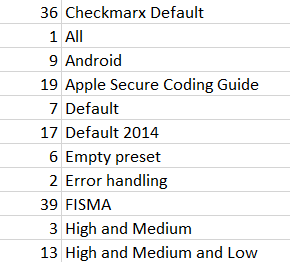 36 Checkmarx Default
1 All
9 Android
19 Apple Secure Coding Guide
7 Default
17 Default 2014
6 Empty preset
2 Error handling
39 FISMA
3 High and Medium
13 High and Medium and Low